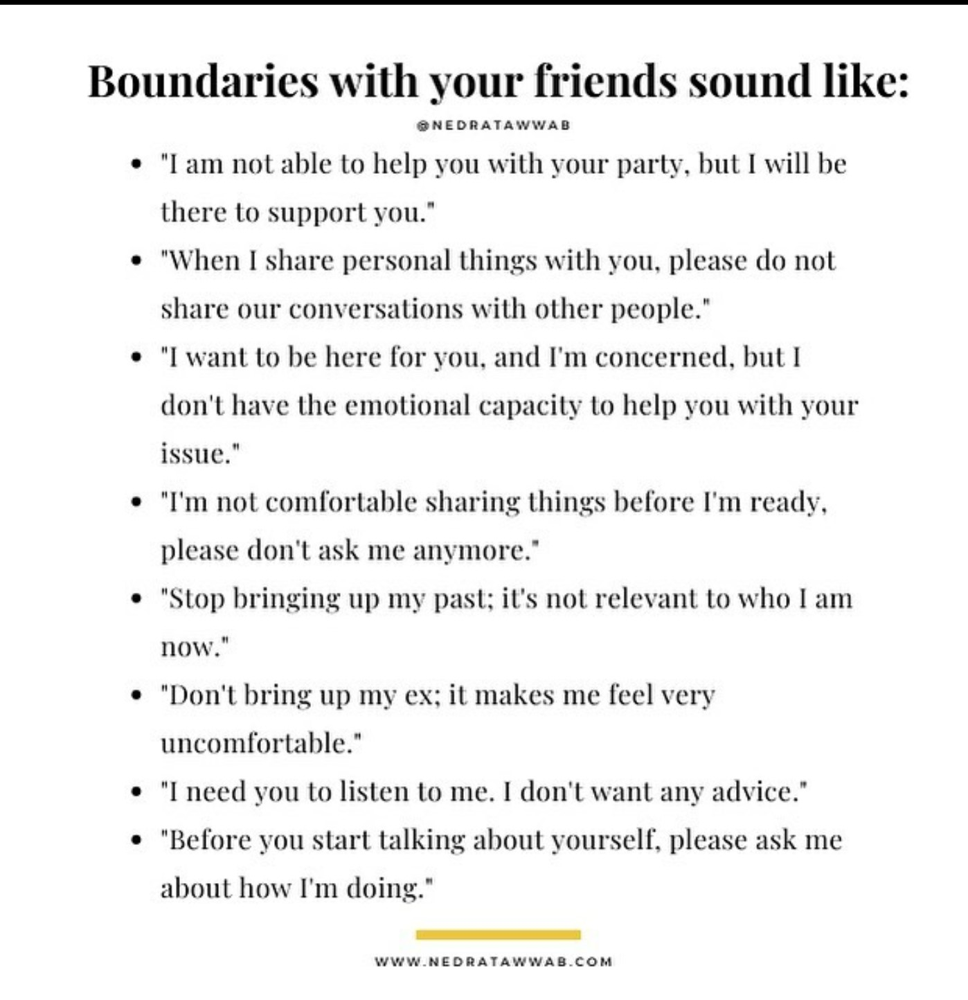 Boundaries with your friends sound like:
@NEDRATAWWAB
• "I am not able to help you with your party, but I will be
there to support you."
• "When I share personal things with you, please do not
share our conversations with other people."
• "I want to be here for you, and I'm concerned, but I
don't have the emotional capacity to help you with your
issue."
• "I'm not comfortable sharing things before I'm ready,
please don't ask me anymore."
• "Stop bringing up my past; it's not relevant to who I am
now."
• "Don't bring up my ex; it makes me feel very
uncomfortable."
• "I need you to listen to me. I don't want any advice."
• "Before you start talking about yourself, please ask me
about how I'm doing."
WWW.NEDRATAWWAB.COM